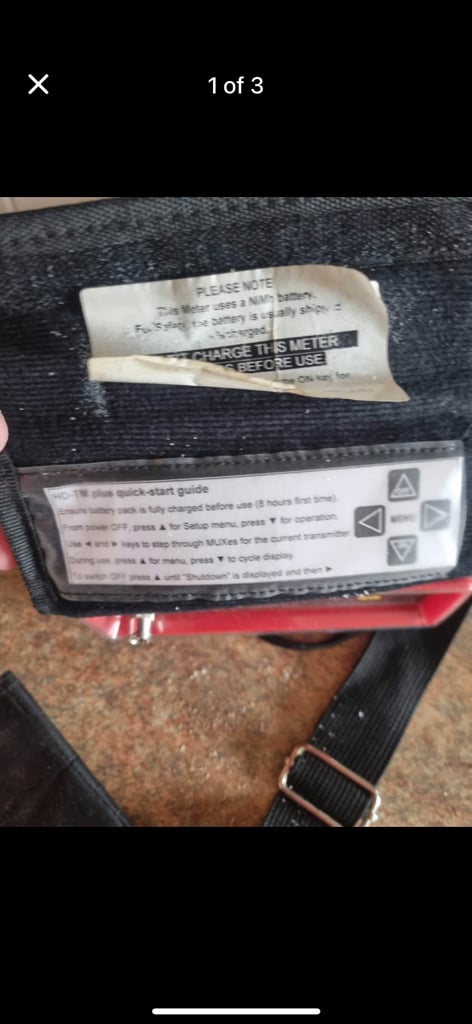 1 of 3
PLEASE NOTE
This Meter uses a NiMh battery.
battery is usually
charged.
CHARGE THIS METER
BEFORE USE
ON key for
HD-TM plus quick-start guide
Ensure battery pack is fully charged before use (8 hours first time).
From power OFF, press ▲ for Setup menu, press ▼ for operation.
Use ◄ and ► keys to step through MUXes for the current transmitter
During use, press ▲ for menu, press ▼ to cycle display.
To switch OFF press ▲ until "Shutdown" is displayed and then ►
MENU